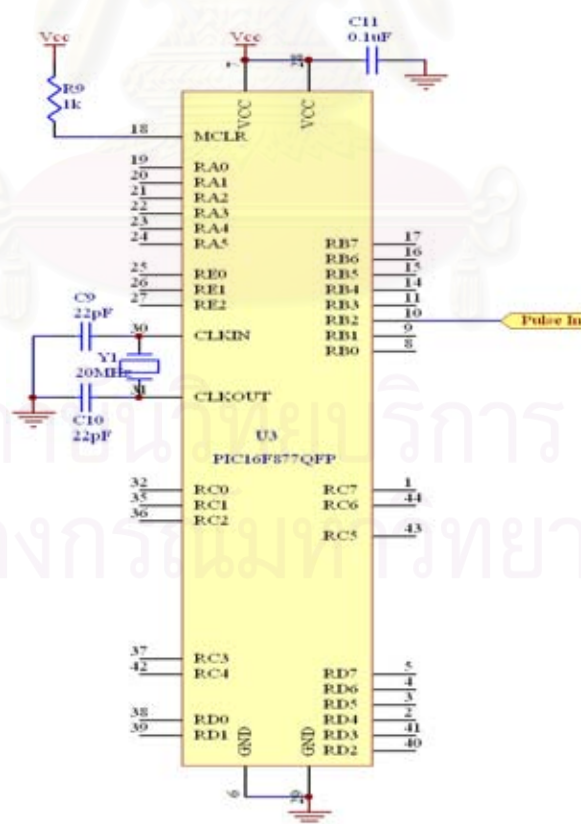 Vcc
Vcc
C11
0.1uF
R9
1k
7
28
VCC
VCC
18
MCLR
19
RA0
20
RA1
21
RA2
22
RA3
23
RA4
24
RA5
RB7
17
RB6
16
25
RE0
RB5
15
26
RE1
RB4
14
27
RE2
RB3
11
RB2
10
Pulse In
RB1
9
RB0
8
C9
22pF
30
CLKIN
Y1
20MHz
31
CLKOUT
C10
22pF
U3
PIC16F877QFP
32
RC0
RC7
1
35
RC1
RC6
44
36
RC2
RC5
43
37
RC3
42
RC4
RD7
5
RD6
4
RD5
3
38
RD0
RD4
2
39
RD1
RD3
41
RD2
40
GND
GND
6
29